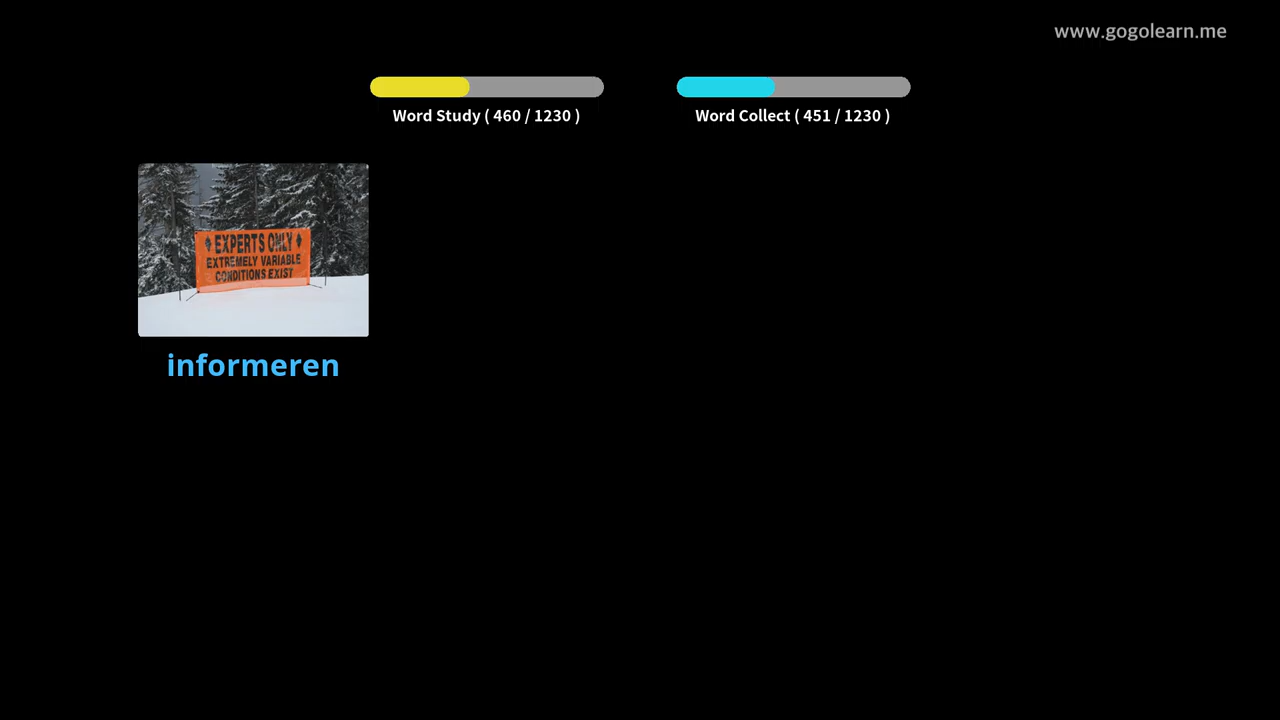 www.gogolearn.me
Word Study ( 460 / 1230 )
Word Collect ( 451 / 1230 )
EXPERTS ONLY
EXTREMELY VARIABLE
CONDITIONS EXIST
informeren